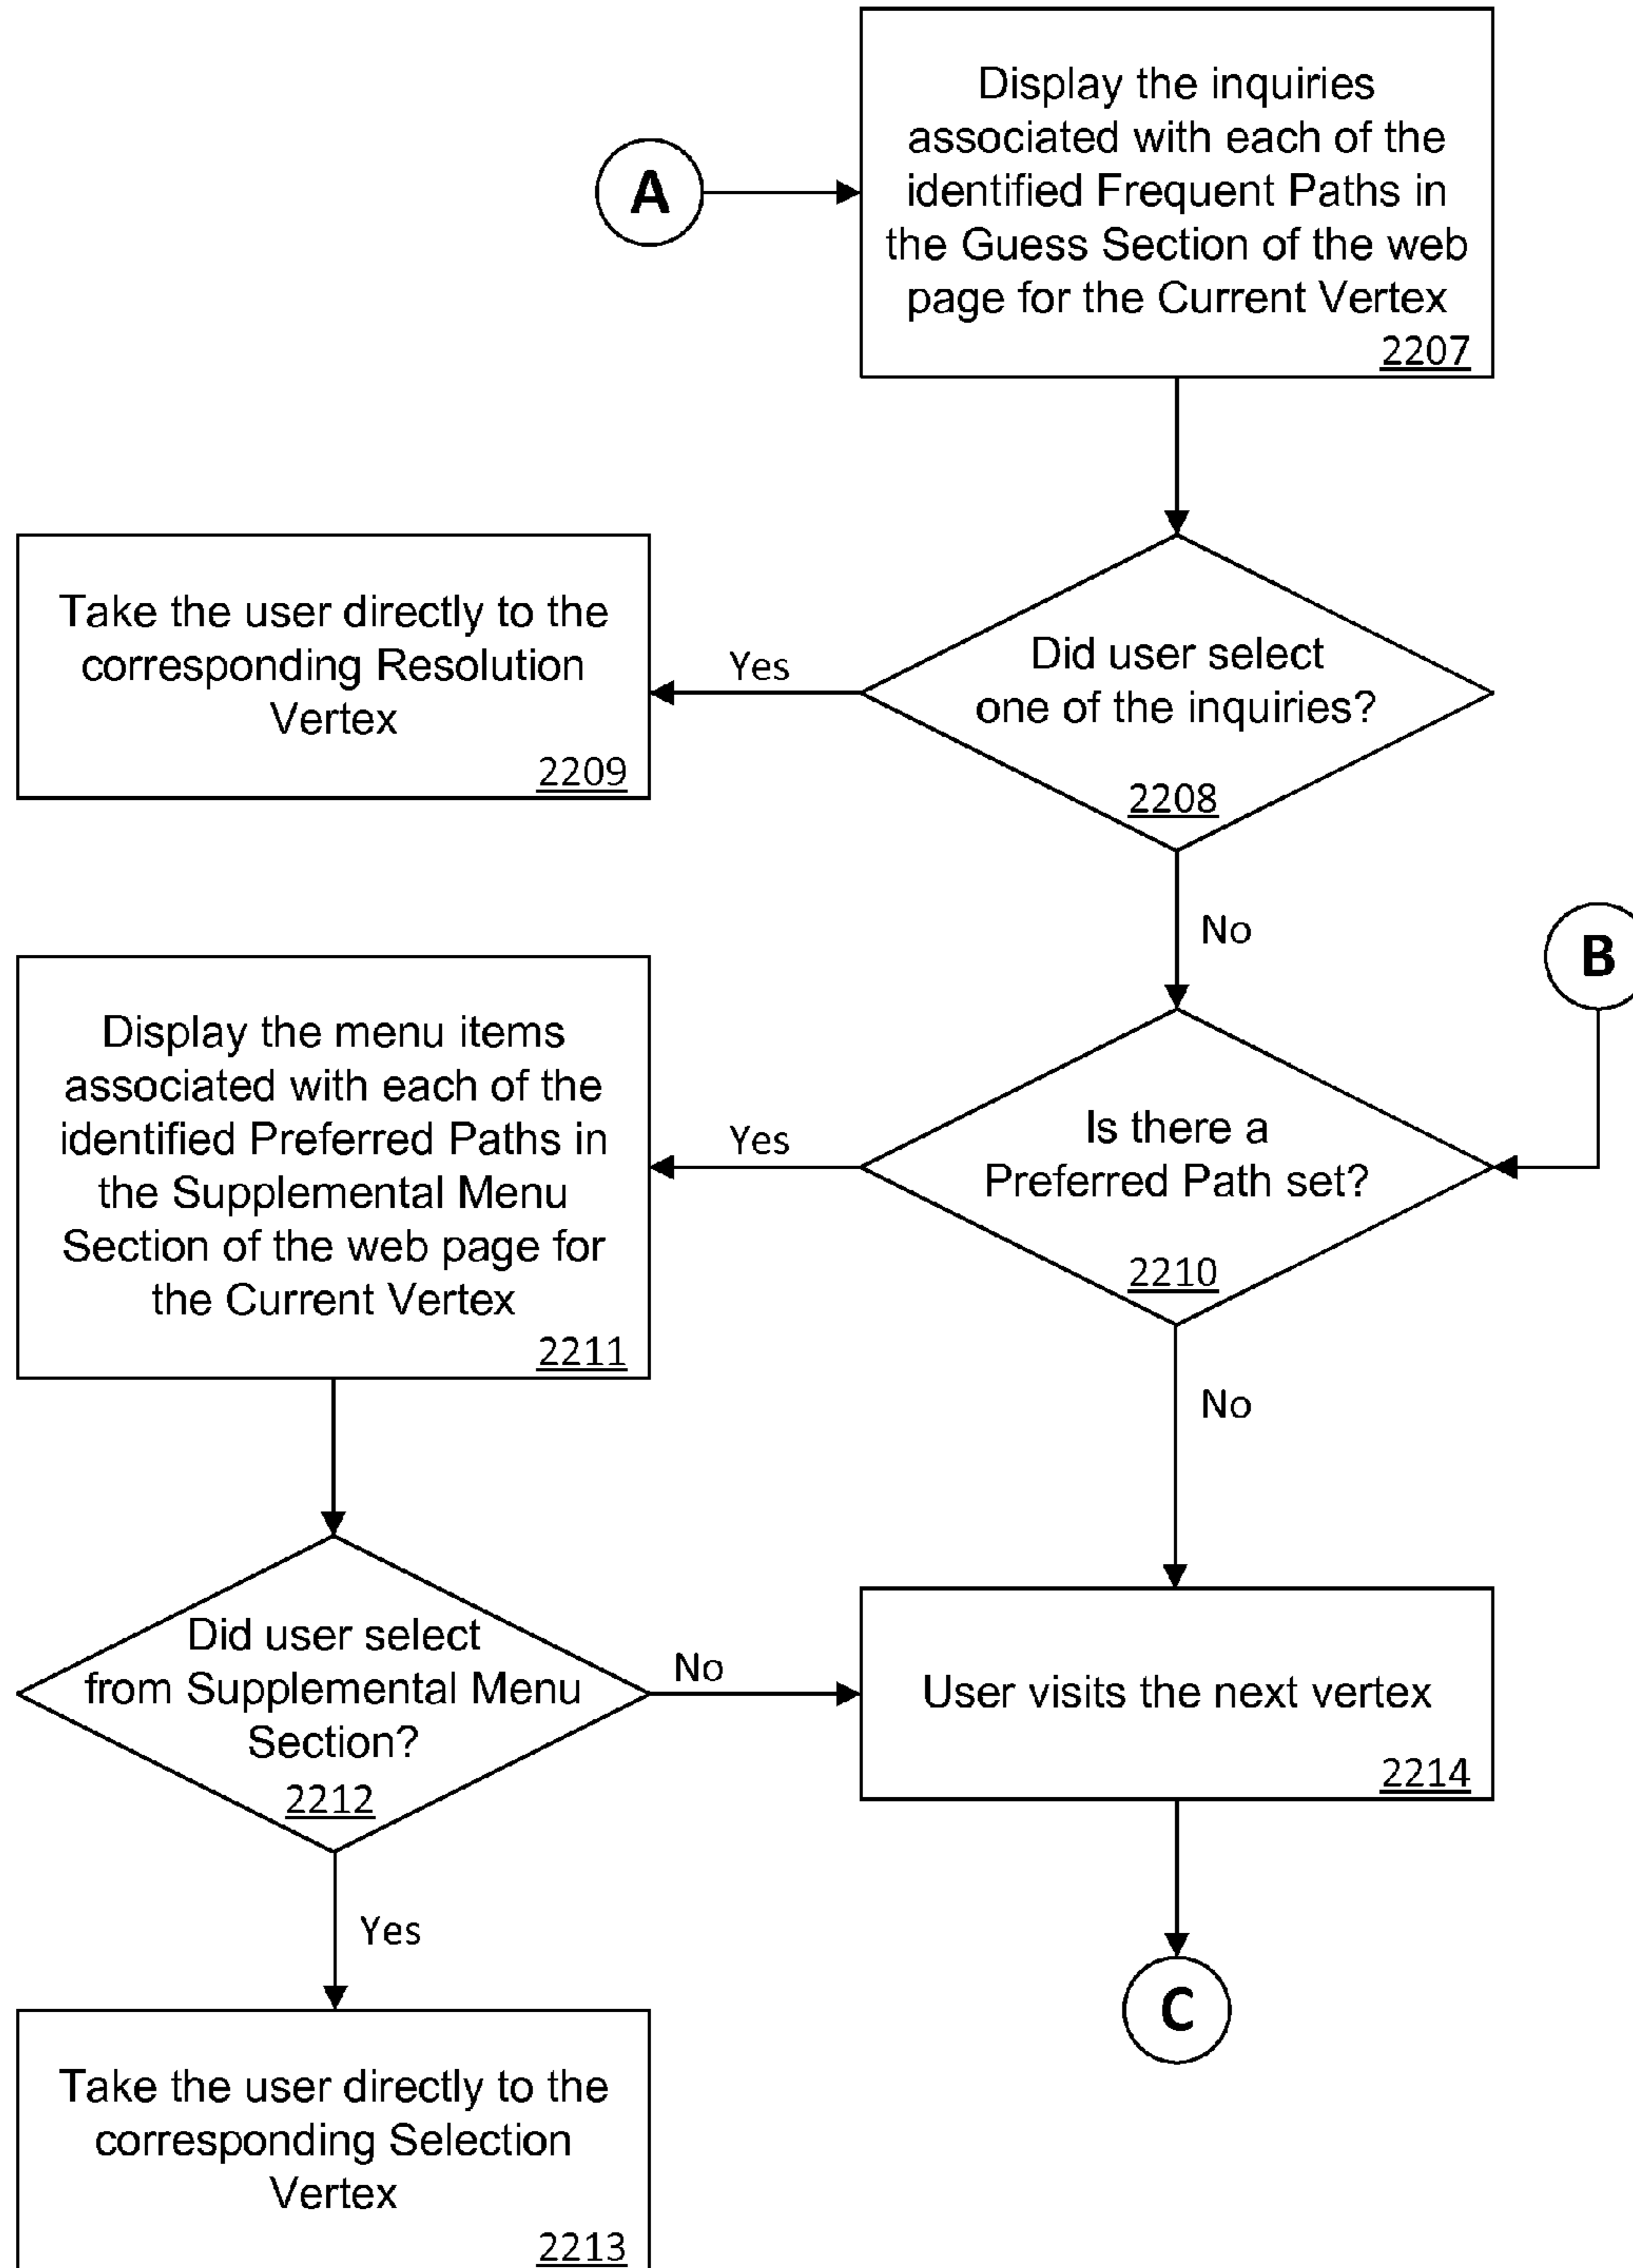 Display the inquiries
associated with each of the
identified Frequent Paths in
the Guess Section of the web
page for the Current Vertex
2207
A
Take the user directly to the
corresponding Resolution
Vertex
2209
Yes
Did user select
one of the inquiries?
2208
No
B
Display the menu items
associated with each of the
identified Preferred Paths in
the Supplemental Menu
Section of the web page for
the Current Vertex
2211
Yes
Is there a
Preferred Path set?
2210
No
Did user select
from Supplemental Menu
Section?
2212
No
User visits the next vertex
2214
Yes
C
Take the user directly to the
corresponding Selection
Vertex
2213